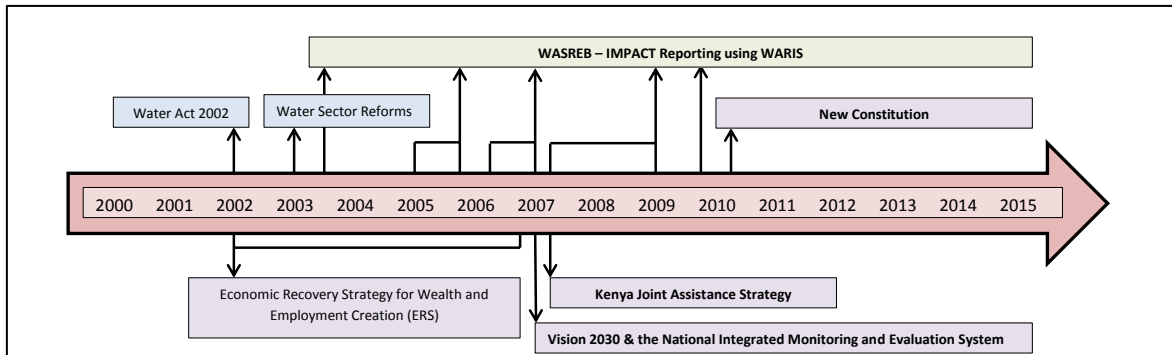 WASREB – IMPACT Reporting using WARIS
Water Act 2002
Water Sector Reforms
New Constitution
2000 2001 2002 2003 2004 2005 2006 2007 2008 2009 2010 2011 2012 2013 2014 2015
Economic Recovery Strategy for Wealth and
Employment Creation (ERS)
Kenya Joint Assistance Strategy
Vision 2030 & the National Integrated Monitoring and Evaluation System